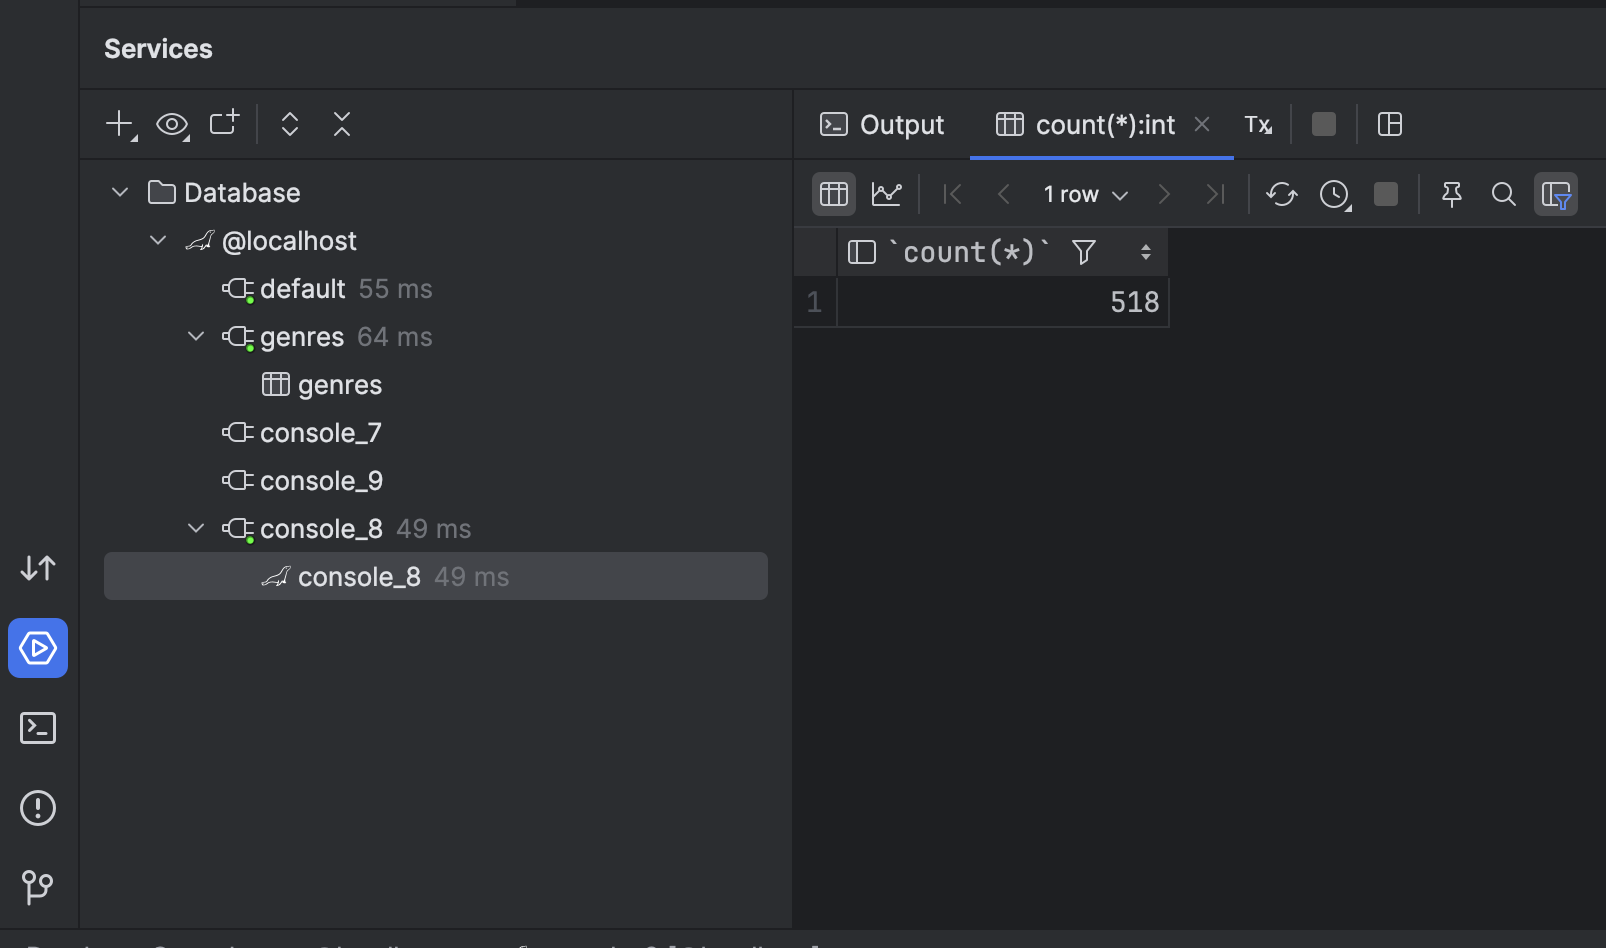 Services
Output
count(*):int
Tx
Database
@localhost
default 55 ms
genres 64 ms
genres
console_7
console_9
console_8 49 ms
console_8 49 ms
1 row
`count(*)`
1 518